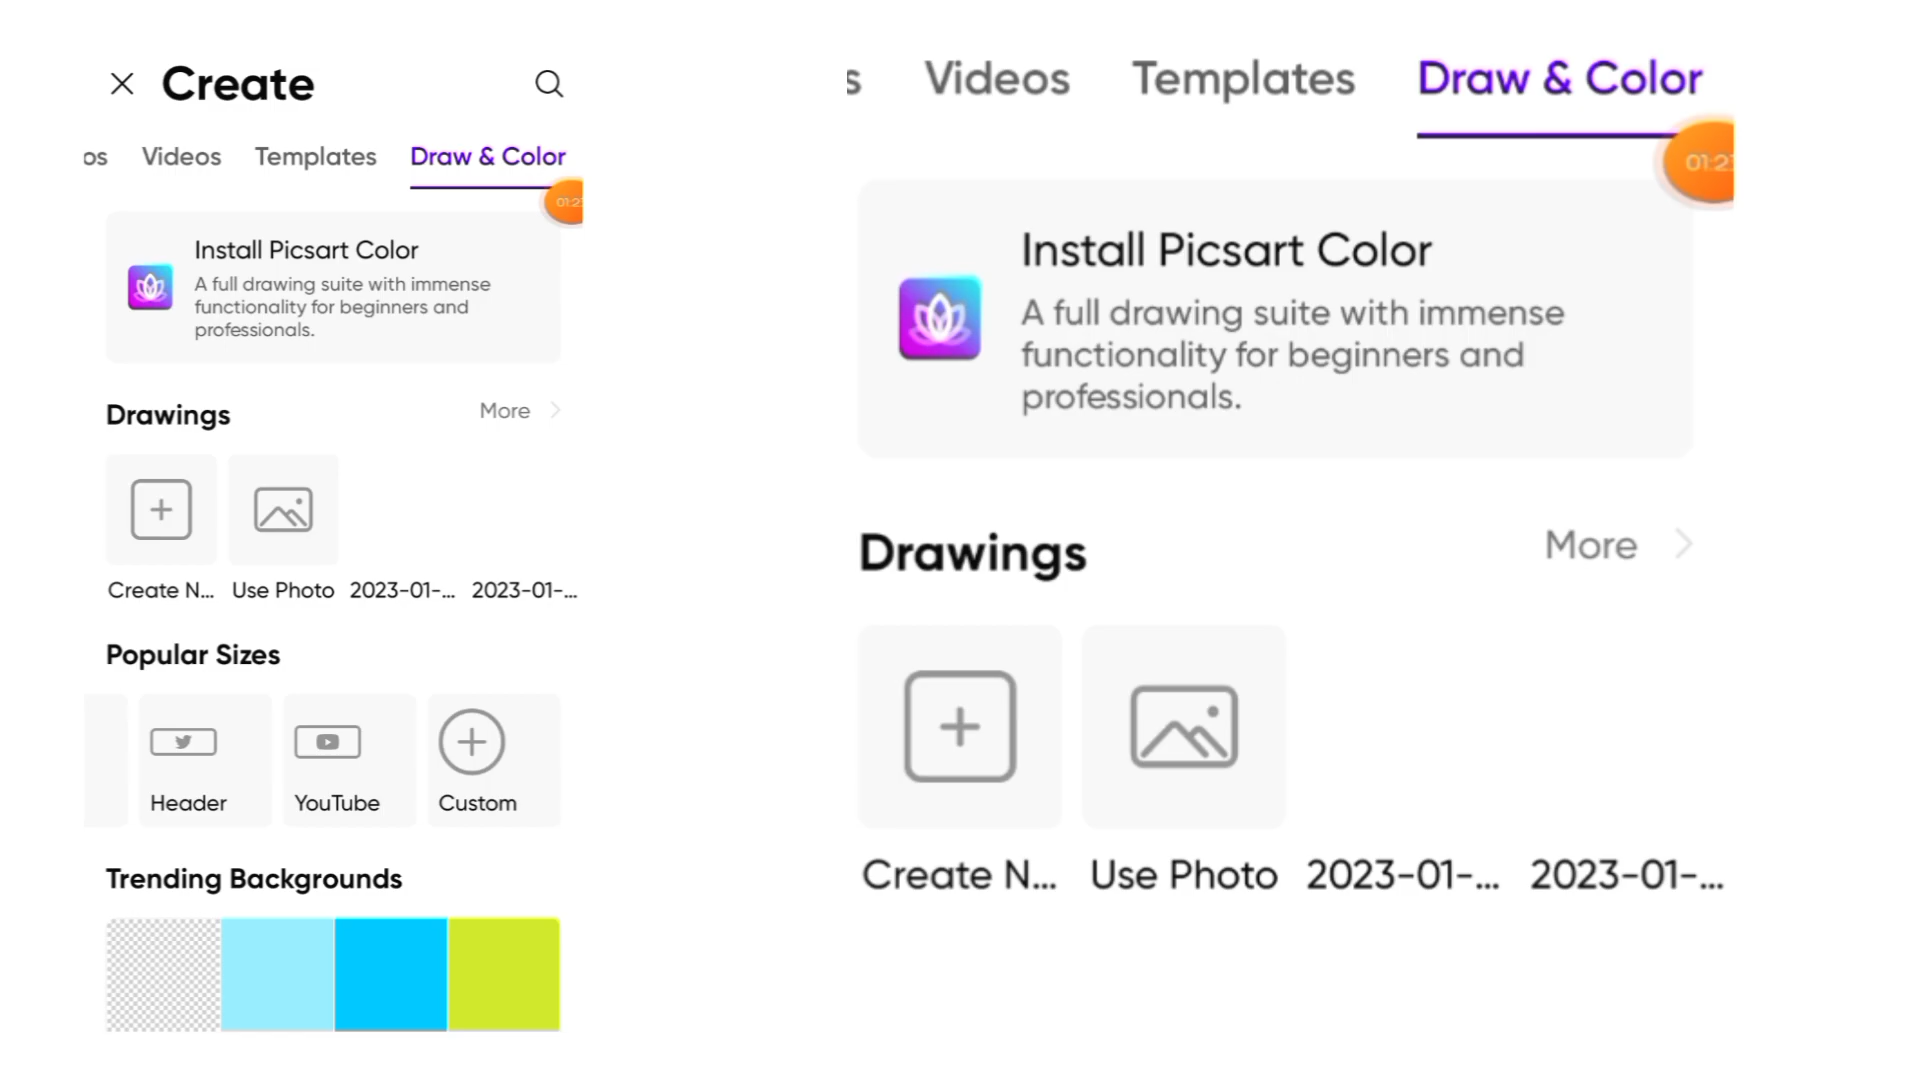 Create
os Videos Templates Draw & Color
Install Picsart Color
A full drawing suite with immense
functionality for beginners and
professionals.
Drawings More
Create N... Use Photo 2023-01-... 2023-01-...
Popular Sizes
Header YouTube Custom
Trending Backgrounds
s Videos Templates Draw & Color
Install Picsart Color
A full drawing suite with immense
functionality for beginners and
professionals.
Drawings More
Create N... Use Photo 2023-01-... 2023-01-...